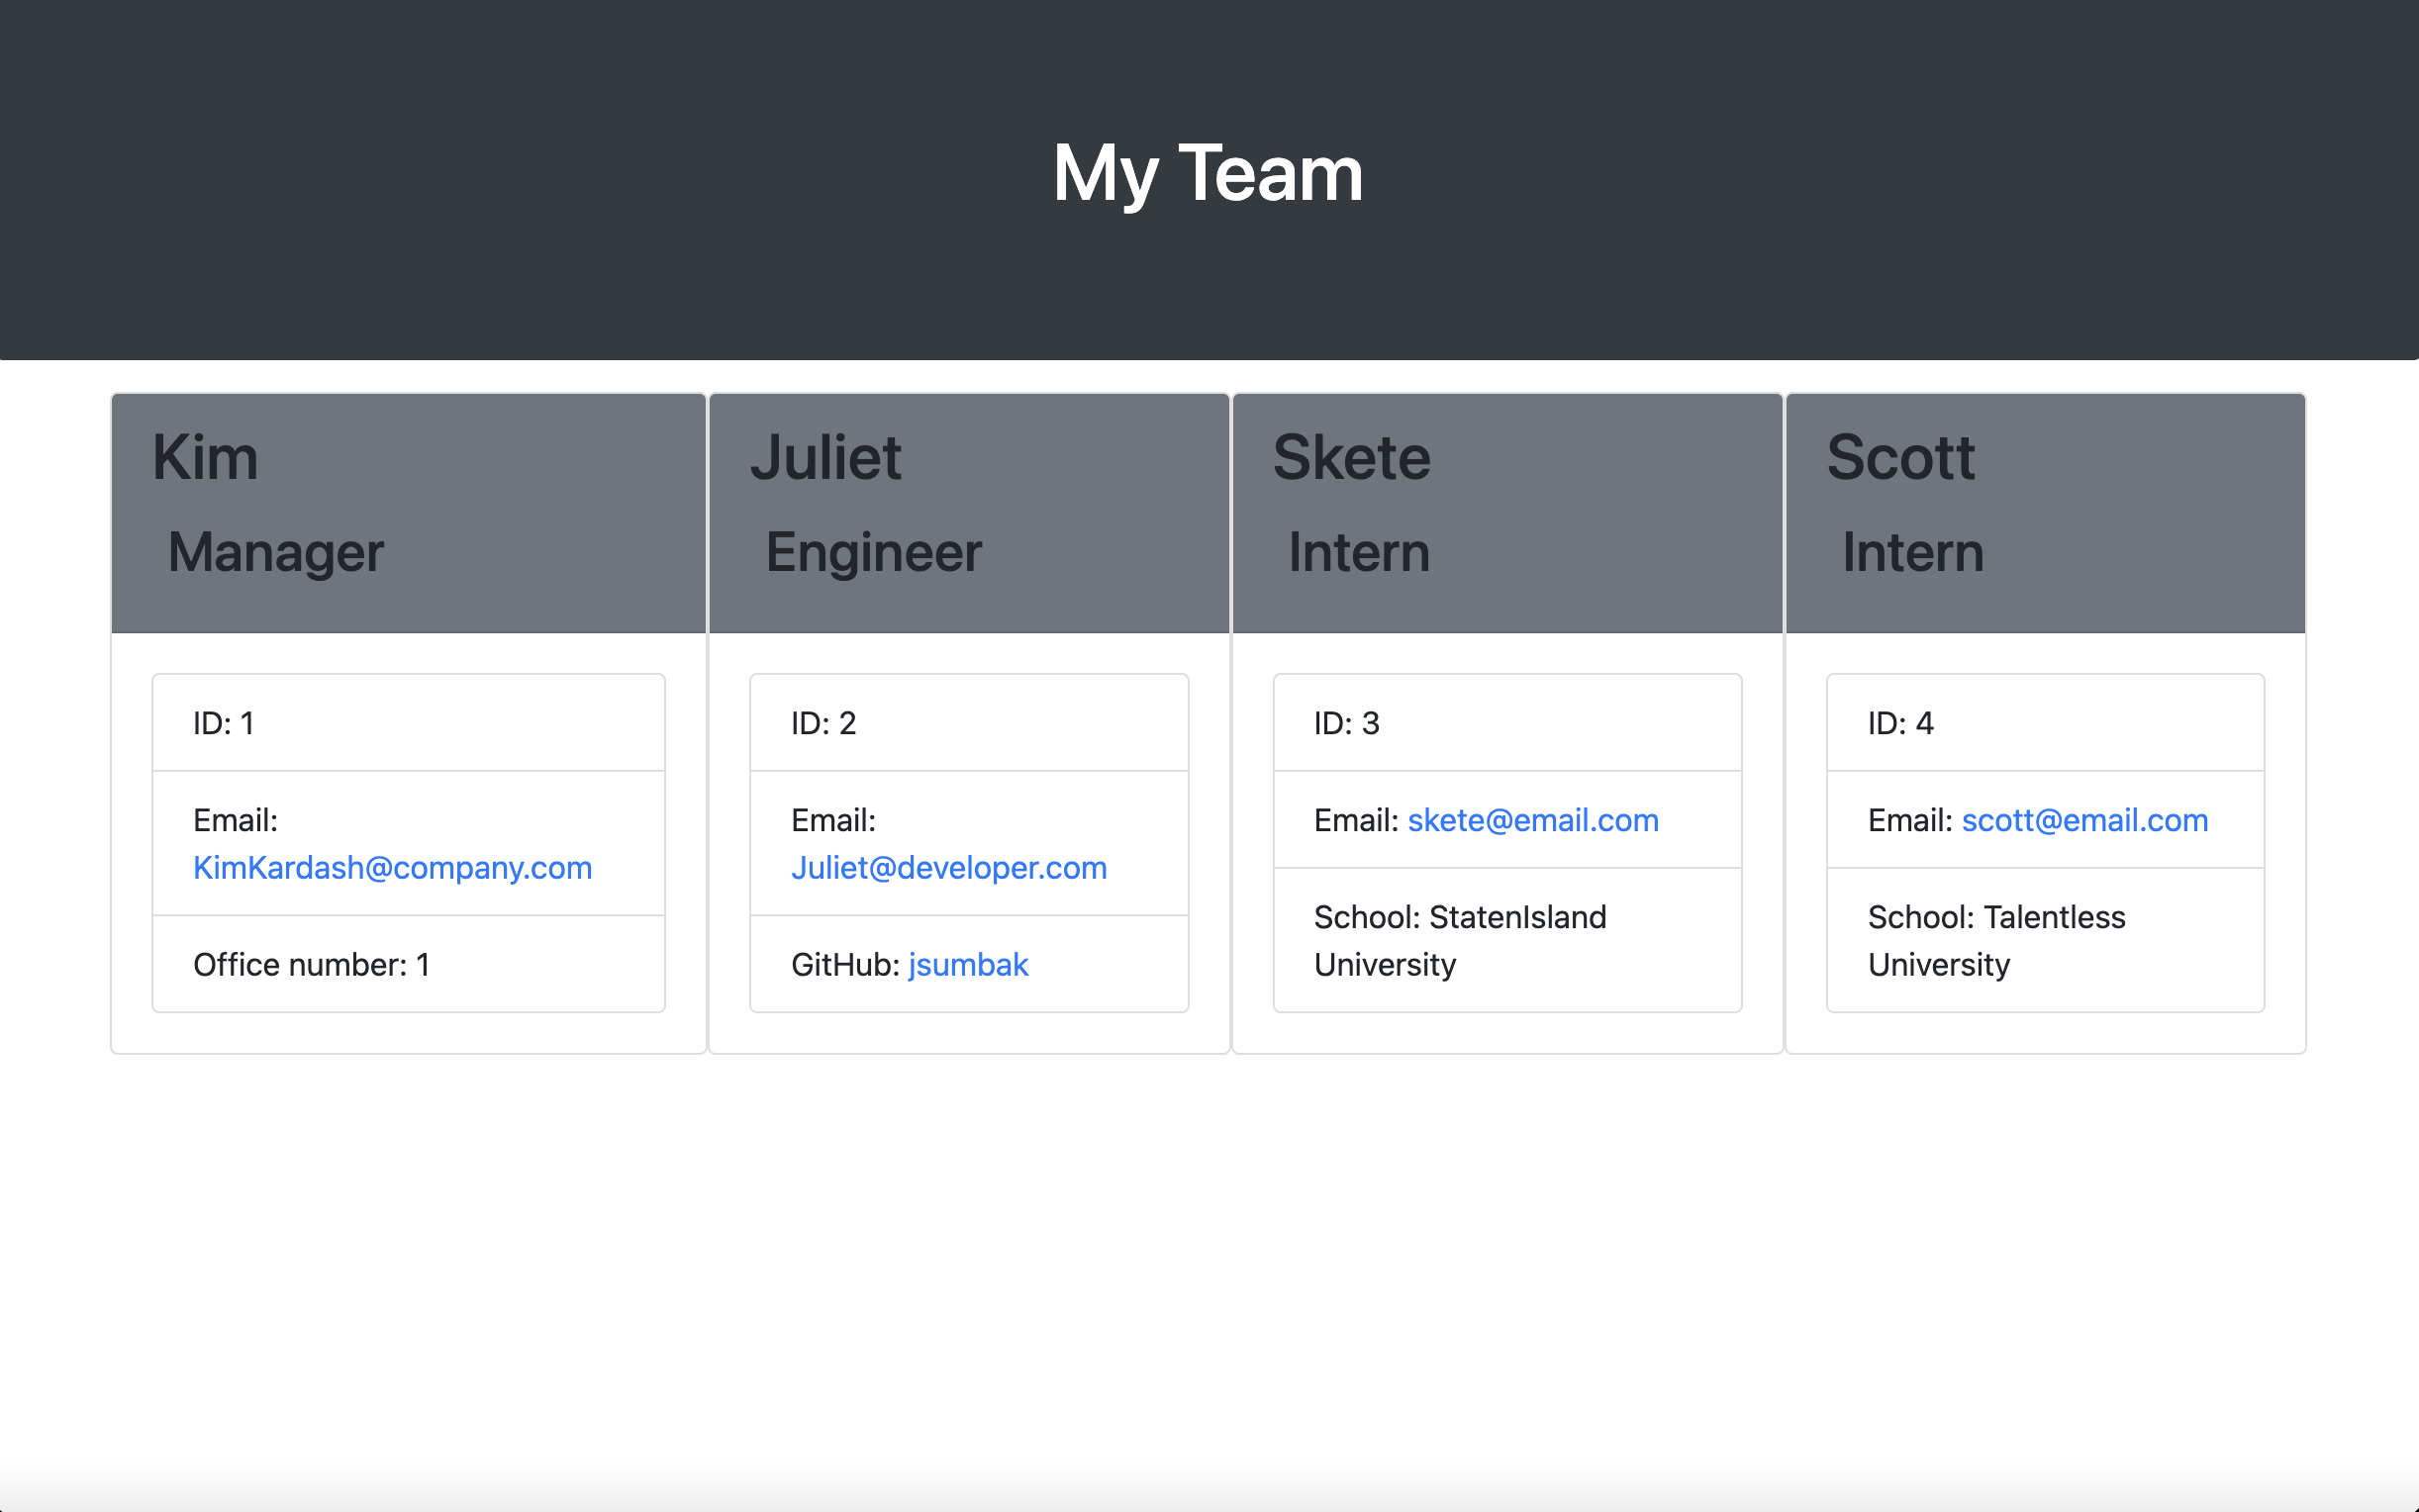 My Team
Kim
Manager
ID: 1
Email:
KimKardash@company.com
Office number: 1
Juliet
Engineer
ID: 2
Email:
Juliet@developer.com
GitHub: jsumbak
Skete
Intern
ID: 3
Email: skete@email.com
School: StatenIsland
University
Scott
Intern
ID: 4
Email: scott@email.com
School: Talentless
University